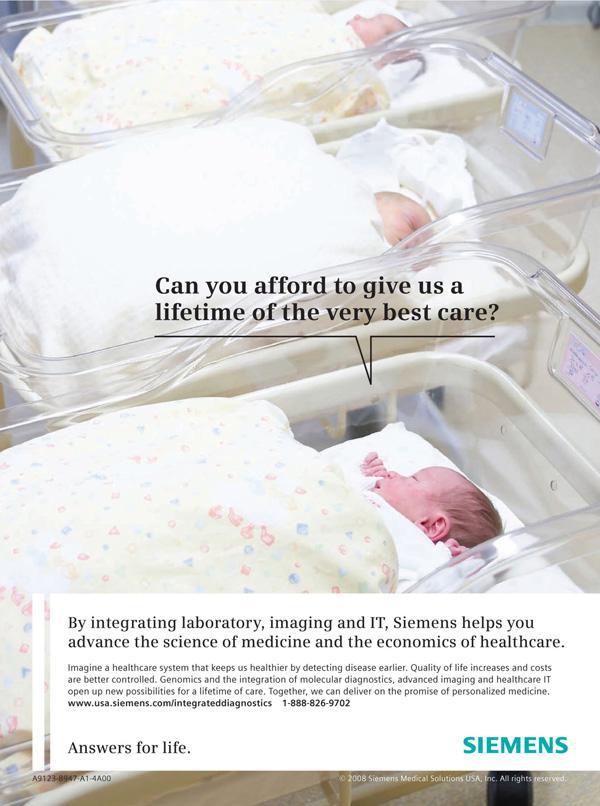 Can you afford to give us a
lifetime of the very best care?
By integrating laboratory, imaging and IT, Siemens helps you
advance the science of medicine and the economics of healthcare.
Imagine a healthcare system that keeps us healthier by detecting disease earlier. Quality of life increases and costs
are better controlled. Genomics and the integration of molecular diagnostics, advanced imaging and healthcare IT
open up new possibilities for a lifetime of care. Together, we can deliver on the promise of personalized medicine.
www.usa.siemens.com/integrateddiagnostics 1-888-826-9702
Answers for life.
SIEMENS
A9123-8947-A1-4A00
© 2008 Siemens Medical Solutions USA, Inc. All rights reserved.